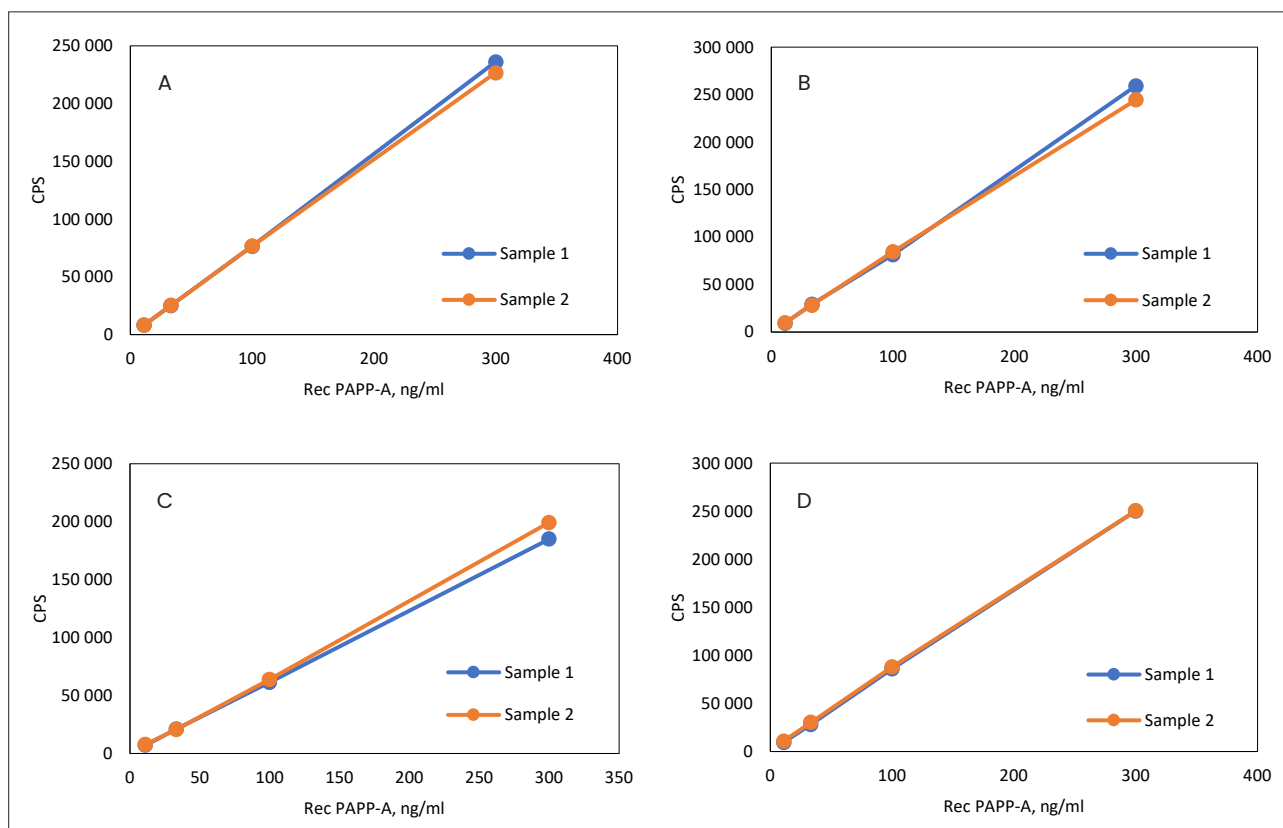 A
250 000
200 000
150 000
100 000
50 000
0
CPS
0 100 200 300 400
Rec PAPP-A, ng/ml
Sample 1
Sample 2
B
300 000
250 000
200 000
150 000
100 000
50 000
0
CPS
0 100 200 300 400
Rec PAPP-A, ng/ml
Sample 1
Sample 2
C
250 000
200 000
150 000
100 000
50 000
0
CPS
0 50 100 150 200 250 300 350
Rec PAPP-A, ng/ml
Sample 1
Sample 2
D
300 000
250 000
200 000
150 000
100 000
50 000
0
CPS
0 100 200 300 400
Rec PAPP-A, ng/ml
Sample 1
Sample 2